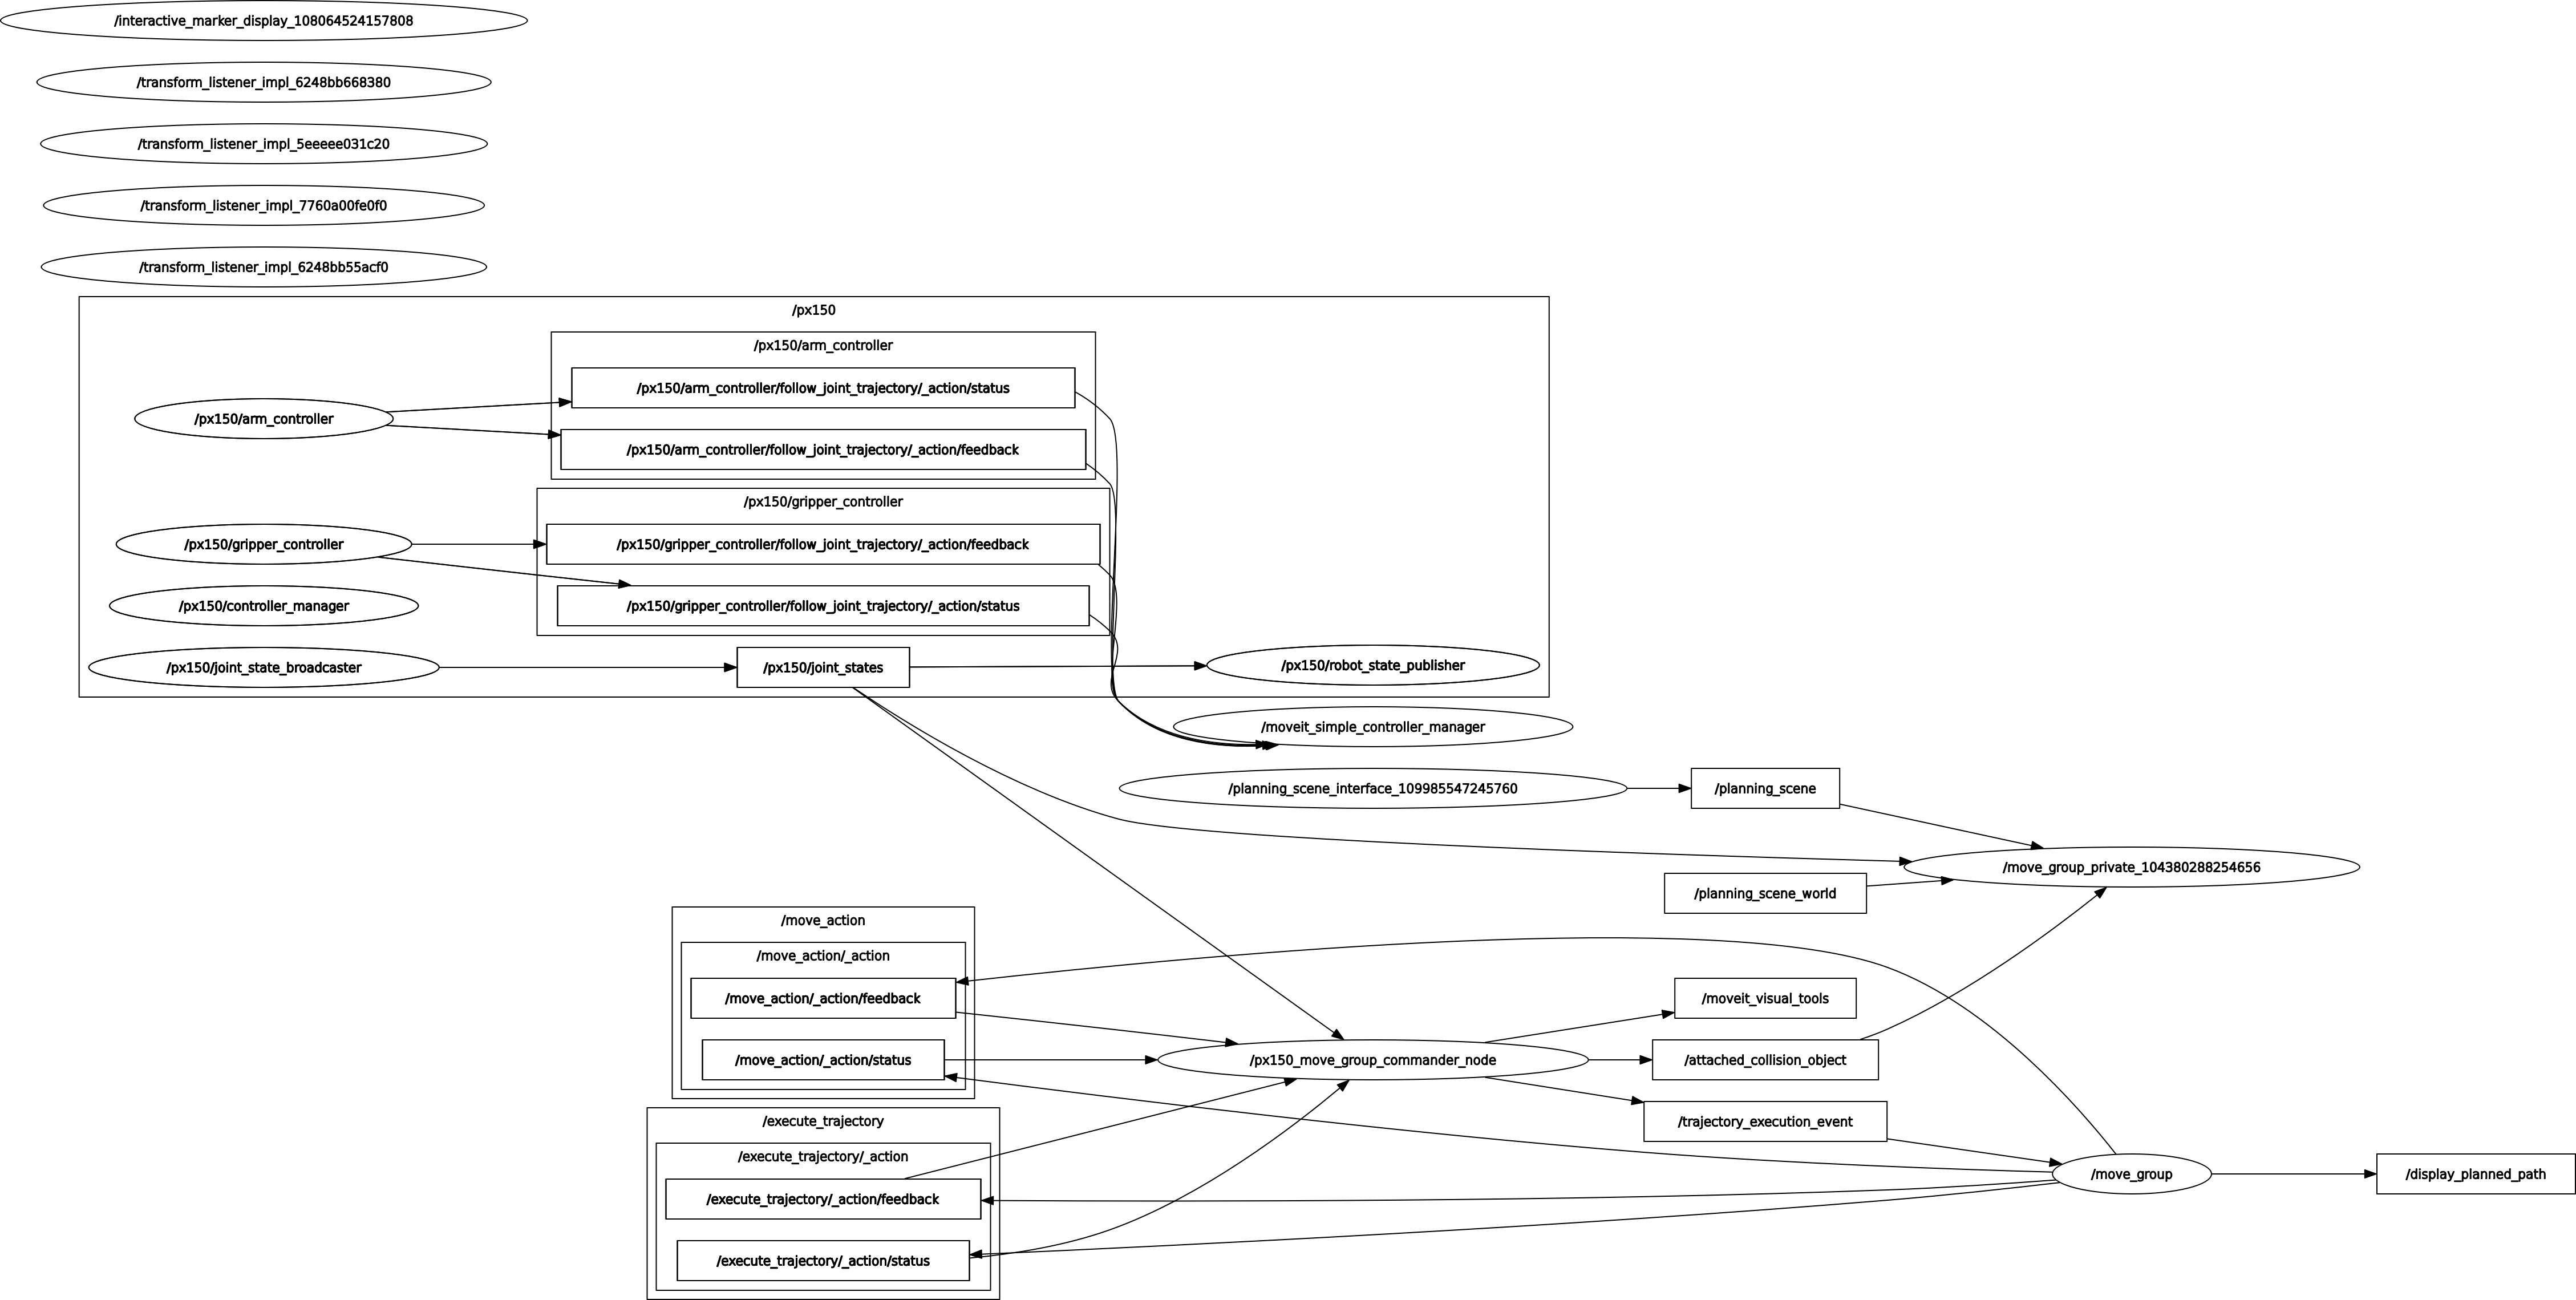 /interactive_marker_display_108064524157808
/transform_listener_impl_6248bb668380
/transform_listener_impl_5eeeee031c20
/transform_listener_impl_7760a00fe0f0
/transform_listener_impl_6248bb55acf0
/px150
/px150/arm_controller
/px150/arm_controller/follow_joint_trajectory/_action/status
/px150/arm_controller
/px150/arm_controller/follow_joint_trajectory/_action/feedback
/px150/gripper_controller
/px150/gripper_controller
/px150/gripper_controller/follow_joint_trajectory/_action/feedback
/px150/controller_manager
/px150/gripper_controller/follow_joint_trajectory/_action/status
/px150/joint_state_broadcaster
/px150/joint_states
/px150/robot_state_publisher
/moveit_simple_controller_manager
/planning_scene_interface_109985547245760
/planning_scene
/move_group_private_104380288254656
/planning_scene_world
/move_action
/move_action/_action
/move_action/_action/feedback
/moveit_visual_tools
/move_action/_action/status
/px150_move_group_commander_node
/attached_collision_object
/execute_trajectory
/trajectory_execution_event
/execute_trajectory/_action
/move_group
/display_planned_path
/execute_trajectory/_action/feedback
/execute_trajectory/_action/status